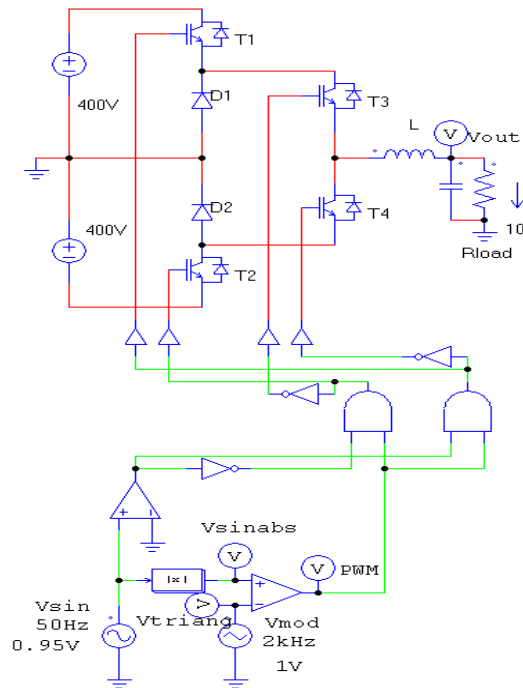 T1
D1
T3
400V
L
V
Vout
D2
T4
400V
10
T2
Rload
Vsinabs
V
V
PWM
|x|
Vsin
V
Vtriang
Vmod
50Hz
2kHz
0.95V
1V